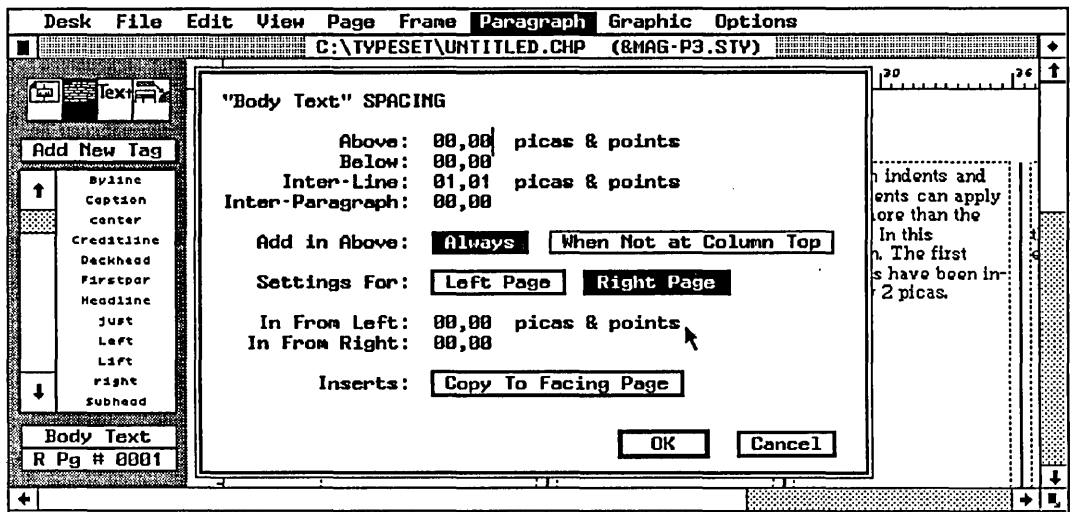 Desk File Edit View Page Frame Paragraph Graphic Options
C:\TYPESET\UNTITLED.CHP (&MAG-P3.STY)
Text
Add New Tag
Byline
Caption
center
Creditline
Deckhead
Firstpar
Headline
just
Left
Lift
right
Subhead
Body Text
R Pg # 0001
"Body Text" SPACING
Above: 00,00 picas & points
Below: 00,00
Inter-Line: 01,01 picas & points
Inter-Paragraph: 00,00
Add in Above: Always When Not at Column Top
Settings For: Left Page Right Page
In From Left: 00,00 picas & points
In From Right: 00,00
Inserts: Copy To Facing Page
OK Cancel
30 36
indents and
ents can apply
ore than the
In this
The first
s have been in-
2 picas.